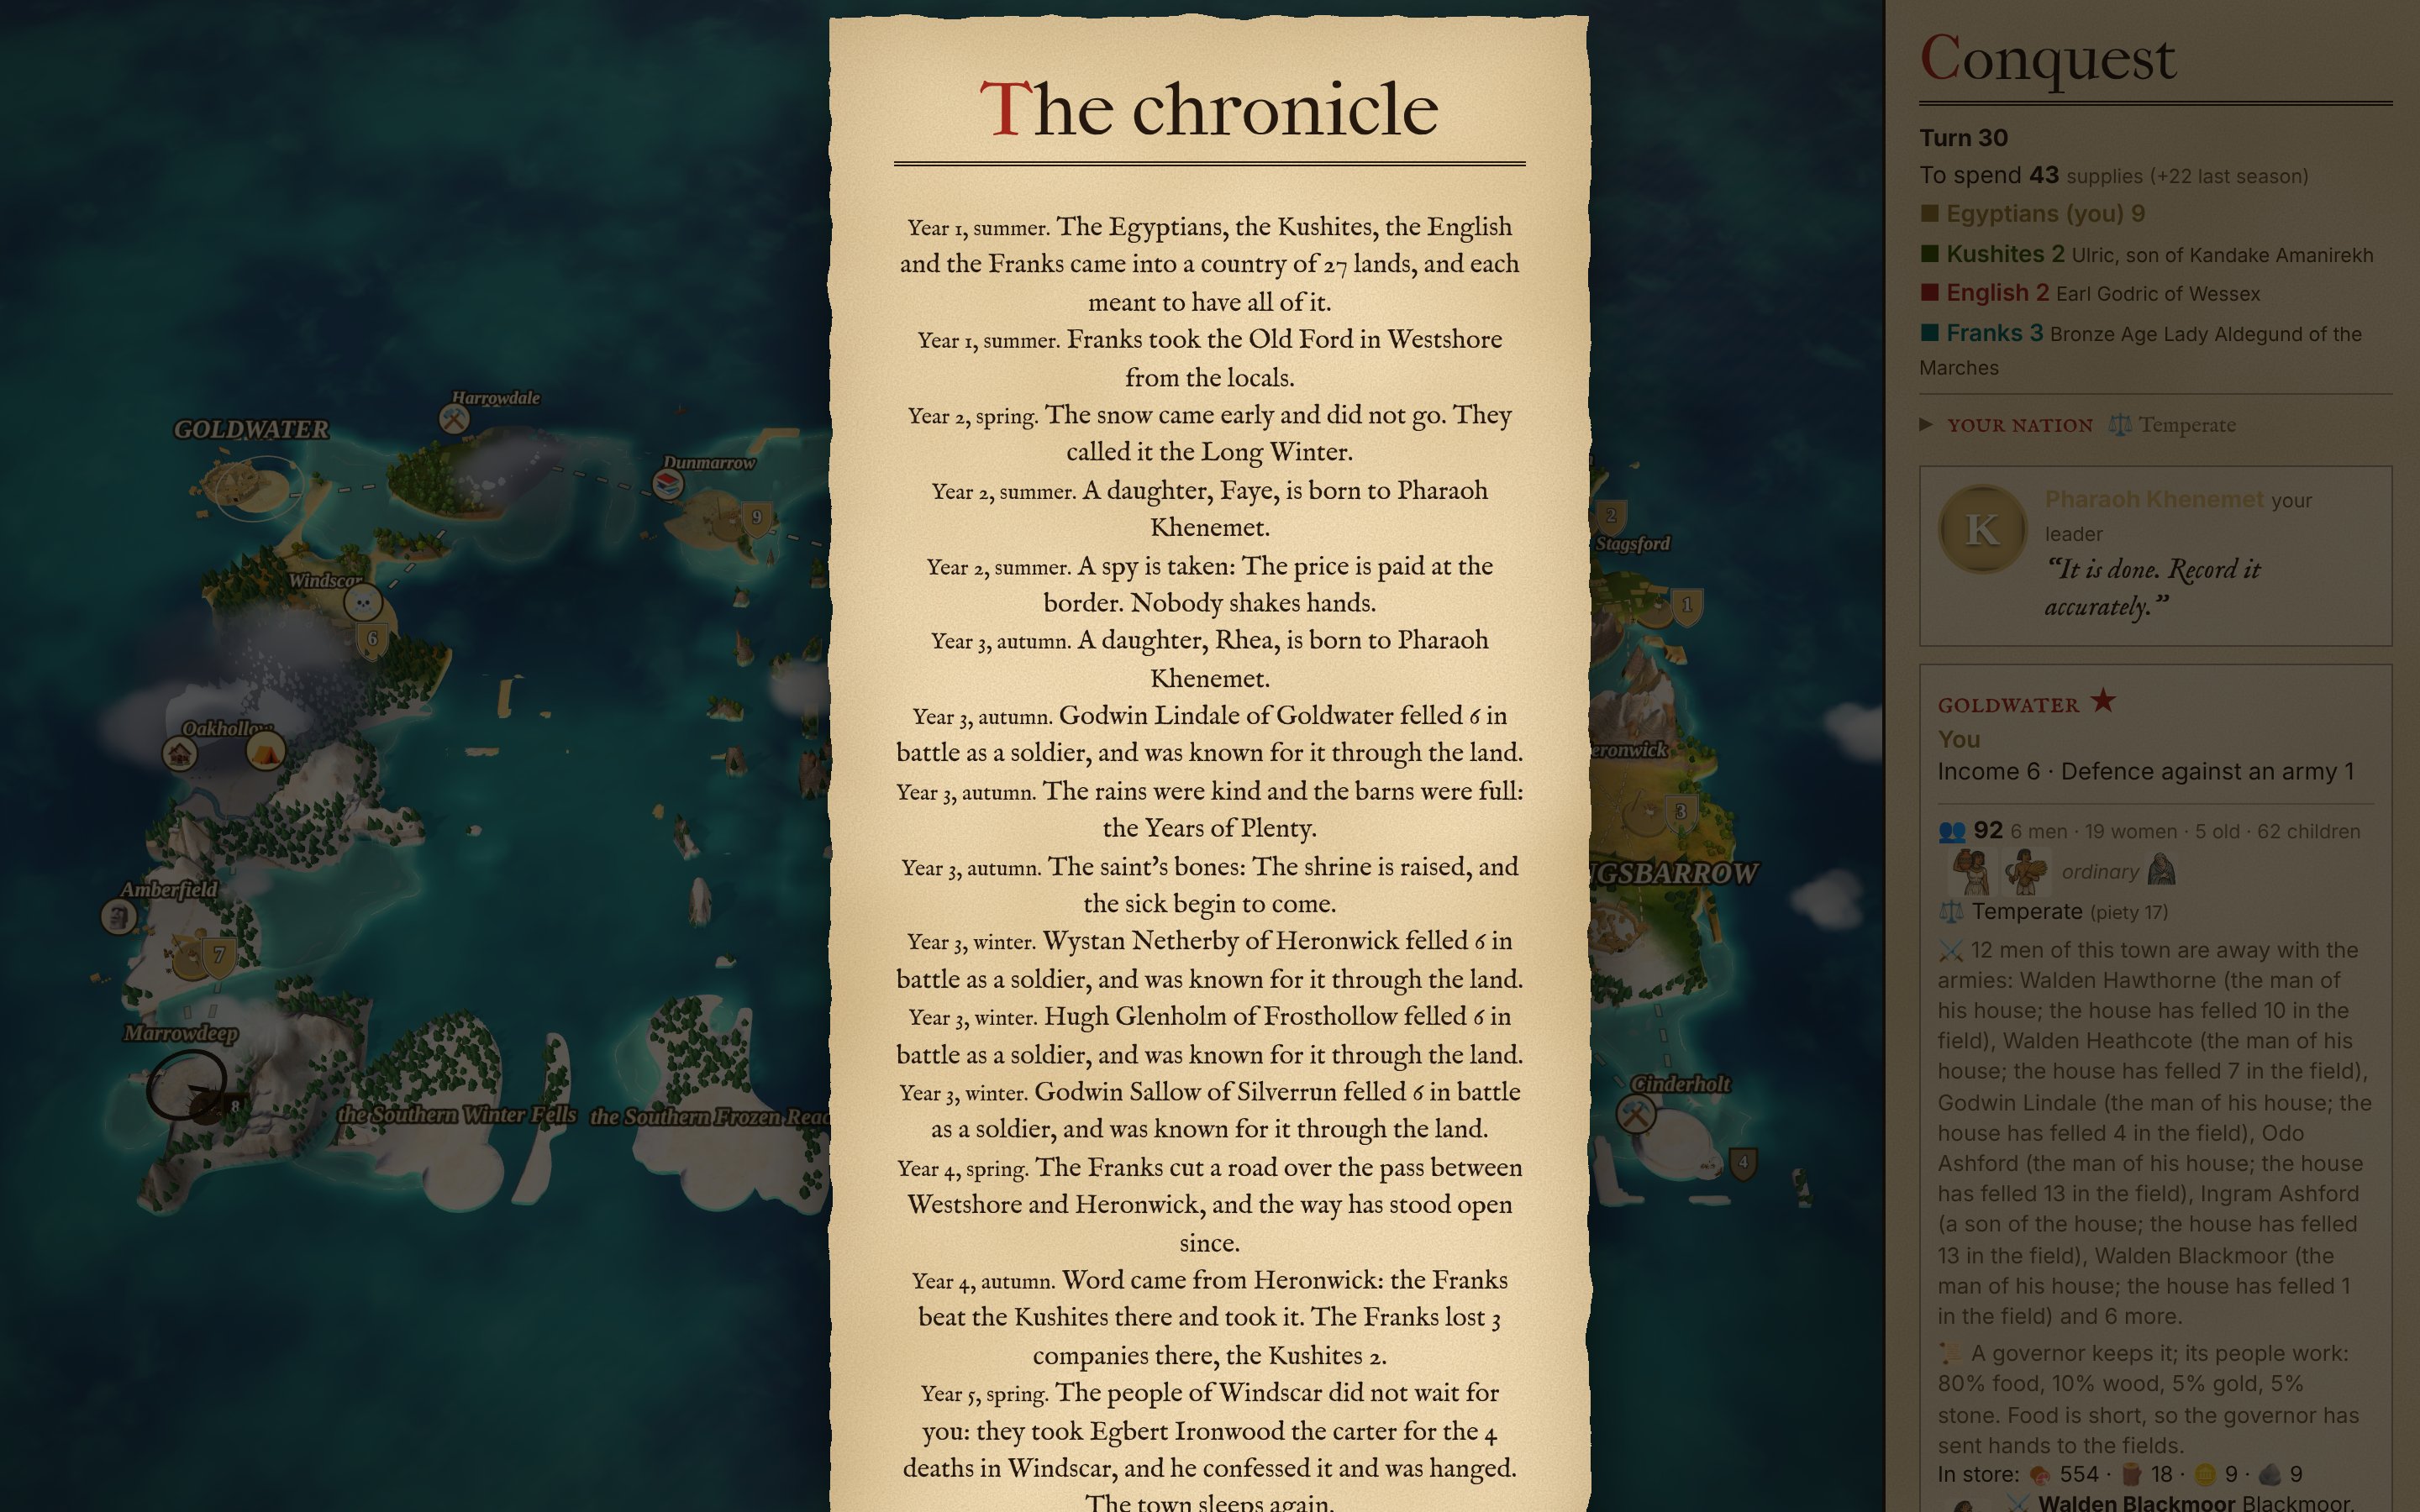 The chronicle
Year 1, summer. The Egyptians, the Kushites, the English
and the Franks came into a country of 27 lands, and each
meant to have all of it.
Year 1, summer. Franks took the Old Ford in Westshore
from the locals.
Year 2, spring. The snow came early and did not go. They
called it the Long Winter.
Year 2, summer. A daughter, Faye, is born to Pharaoh
Khenemet.
Year 2, summer. A spy is taken: The price is paid at the
border. Nobody shakes hands.
Year 3, autumn. A daughter, Rhea, is born to Pharaoh
Khenemet.
Year 3, autumn. Godwin Lindale of Goldwater felled 6 in
battle as a soldier, and was known for it through the land.
Year 3, autumn. The rains were kind and the barns were full:
the Years of Plenty.
Year 3, autumn. The saint’s bones: The shrine is raised, and
the sick begin to come.
Year 3, winter. Wystan Netherby of Heronwick felled 6 in
battle as a soldier, and was known for it through the land.
Year 3, winter. Hugh Glenholm of Frosthollow felled 6 in
battle as a soldier, and was known for it through the land.
Year 3, winter. Godwin Sallow of Silverrun felled 6 in battle
as a soldier, and was known for it through the land.
Year 4, spring. The Franks cut a road over the pass between
Westshore and Heronwick, and the way has stood open
since.
Year 4, autumn. Word came from Heronwick: the Franks
beat the Kushites there and took it. The Franks lost 3
companies there, the Kushites 2.
Year 5, spring. The people of Windscar did not wait for
you: they took Egbert Ironwood the carter for the 4
deaths in Windscar, and he confessed it and was hanged.
The town sleeps again.
Harrowdale
GOLDWATER
Dunmarrow
9
Windscar
6
Oakhollow
Amberfield
7
Marrowdeep
8
the Southern Winter Fells
the Southern Frozen Reac
2
Stagsford
1
eronwick
3
NGSBARROW
Cinderholt
4
Conquest
Turn 30
To spend 43 supplies (+22 last season)
Egyptians (you) 9
Kushites 2 Ulric, son of Kandake Amanirekh
English 2 Earl Godric of Wessex
Franks 3 Bronze Age Lady Aldegund of the
Marches
YOUR NATION Temperate
K
Pharaoh Khenemet your
leader
“It is done. Record it
accurately.”
GOLDWATER
You
Income 6 · Defence against an army 1
92 6 men · 19 women · 5 old · 62 children
ordinary
Temperate (piety 17)
12 men of this town are away with the
armies: Walden Hawthorne (the man of
his house; the house has felled 10 in the
field), Walden Heathcote (the man of his
house; the house has felled 7 in the field),
Godwin Lindale (the man of his house; the
house has felled 4 in the field), Odo
Ashford (the man of his house; the house
has felled 13 in the field), Ingram Ashford
(a son of the house; the house has felled
13 in the field), Walden Blackmoor (the
man of his house; the house has felled 1
in the field) and 6 more.
A governor keeps it; its people work:
80% food, 10% wood, 5% gold, 5%
stone. Food is short, so the governor has
sent hands to the fields.
In store: 554 · 18 · 9 · 9
Walden Blackmoor Blackmoor,